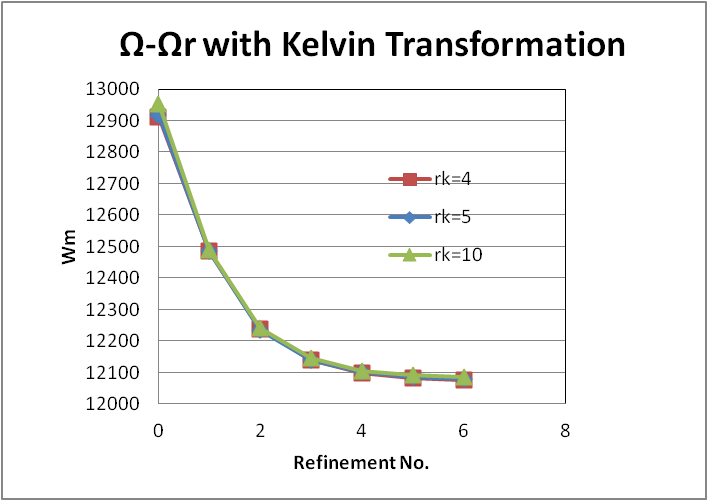 Ω-Ωr with Kelvin Transformation
13000
12900
12800
12700
12600
12500
12400
12300
12200
12100
12000
Wm
rk=4
rk=5
rk=10
0 2 4 6 8
Refinement No.